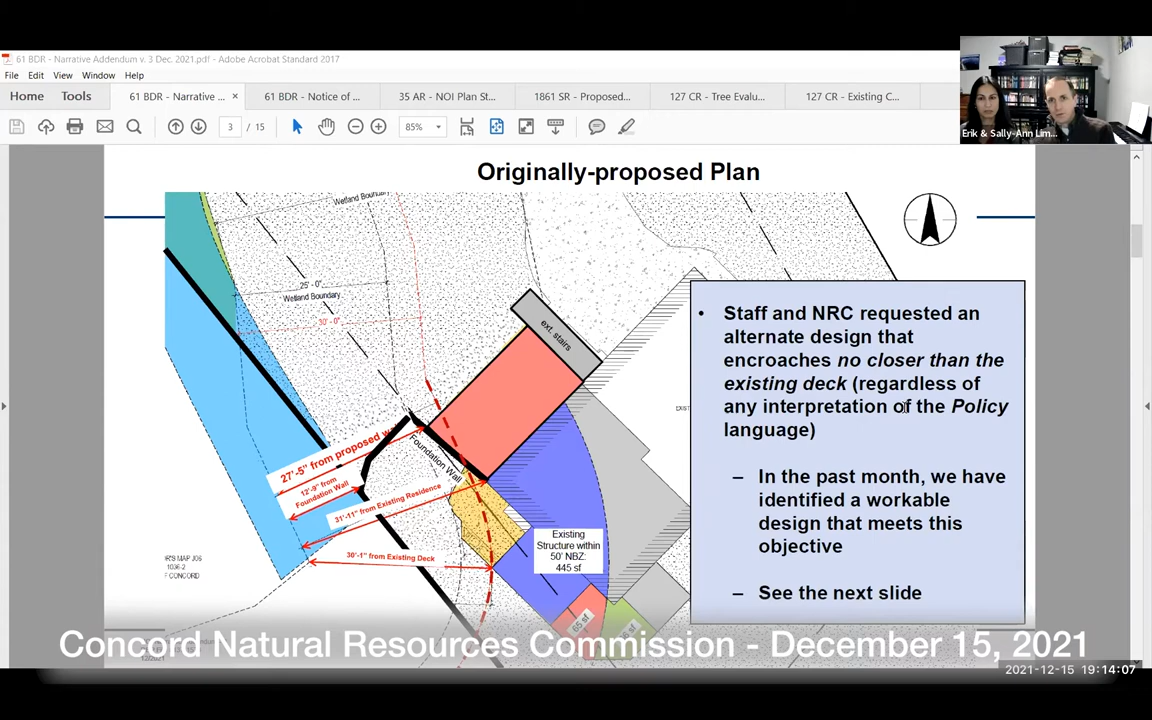 61 BDR - Narrative Addendum v. 3 Dec. 2021.pdf - Adobe Acrobat Standard 2017
File Edit View Window Help
Home Tools 61 BDR - Narrative ... × 61 BDR - Notice of ... 35 AR - NOI Plan St... 1861 SR - Proposed... 127 CR - Tree Evalu... 127 CR - Existing C...
3 / 15 85%
Erik & Sally-Ann Lim...
Originally-proposed Plan
Wetland Boundary
25' - 0"
Wetland Boundary
ext. stairs
27'-5" from proposed
Foundation Wall
12'-9" from
Foundation Wall
31'-11" from Existing Residence
30'-1" from Existing Deck
Existing
Structure within
50' NBZ:
445 sf
65 sf
1036-2
F CONCORD
• Staff and NRC requested an
alternate design that
encroaches no closer than the
existing deck (regardless of
any interpretation of the Policy
language)
– In the past month, we have
identified a workable
design that meets this
objective
– See the next slide
Concord Natural Resources Commission - December 15, 2021
2021-12-15 19:14:07